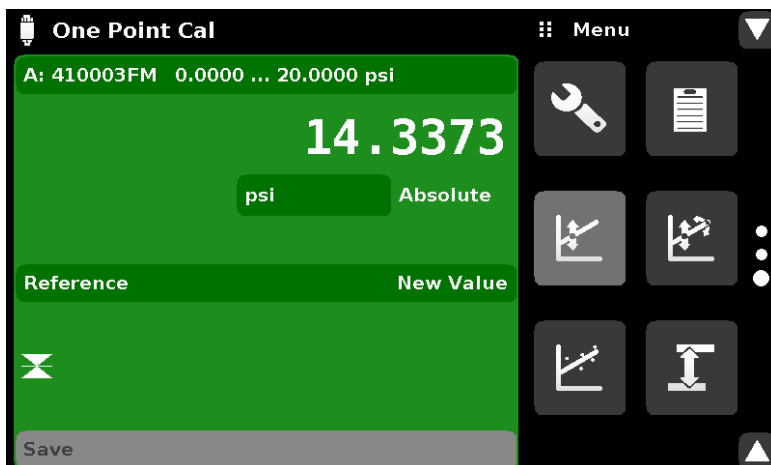 One Point Cal
Menu
A: 410003FM 0.0000 ... 20.0000 psi
14.3373
psi
Absolute
Reference
New Value
Save